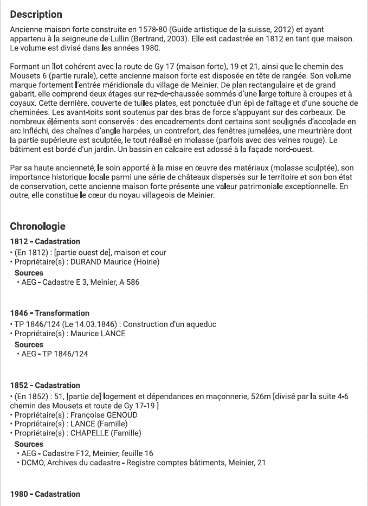 Description
Ancienne maison forte construite en 1578-80 (Guide artistique de la suisse, 2012) et ayant
appartenu à la seigneurie de Lullin (Bertrand, 2003). Elle est cadastrée en 1812 en tant que maison.
Le volume est divisé dans les années 1980.
Formant un îlot cohérent avec la route de Gy 17 (maison forte), 19 et 21, ainsi que le chemin des
Mousets 6 (partie rurale), cette ancienne maison forte est disposée en tête de rangée. Son volume
marque fortement l'entrée méridionale du village de Meinier. De plan rectangulaire et de grand
gabarit, elle comprend deux étages sur rez-de-chaussée sommés d'une large toiture à croupes et à
coyaux. Cette dernière, couverte de tuiles plates, est ponctuée d'un épi de faîtage et d'une souche de
cheminées. Les avant-toits sont soutenus par des bras de force s'appuyant sur des corbeaux. De
nombreux éléments sont conservés : des encadrements dont certains sont soulignés d'accolade en
arc infléchi, des chaînes d'angle harpées, un contrefort, des fenêtres jumelées, une meurtrière dont
la partie supérieure est sculptée, le tout réalisé en molasse (parfois avec des veines rouge). Le
bâtiment est bordé d'un jardin. Un bassin en calcaire est adossé à la façade nord-ouest.
Par sa haute ancienneté, le soin apporté à la mise en œuvre des matériaux (molasse sculptée), son
importance historique locale parmi une série de châteaux dispersés sur le territoire et son bon état
de conservation, cette ancienne maison forte présente une valeur patrimoniale exceptionnelle. En
outre, elle constitue le cœur du noyau villageois de Meinier.
Chronologie
1812 - Cadastration
• (En 1812) : [partie ouest de], maison et cour
• Propriétaire(s) : DURAND Maurice (Hoirie)
Sources
• AEG - Cadastre E 3, Meinier, A 586
1846 - Transformation
• TP 1846/124 (Le 14.03.1846) : Construction d'un aqueduc
• Propriétaire(s) : Maurice LANCE
Sources
• AEG - TP 1846/124
1852 - Cadastration
• (En 1852) : 51, [partie de] logement et dépendances en maçonnerie, 526m [divisé par la suite 4-6
chemin des Mousets et route de Gy 17-19 ]
• Propriétaire(s) : Françoise GENOUD
• Propriétaire(s) : LANCE (Famille)
• Propriétaire(s) : CHAPELLE (Famille)
Sources
• AEG - Cadastre F12, Meinier, feuille 16
• DCMO, Archives du cadastre - Registre comptes bâtiments, Meinier, 21
1980 - Cadastration